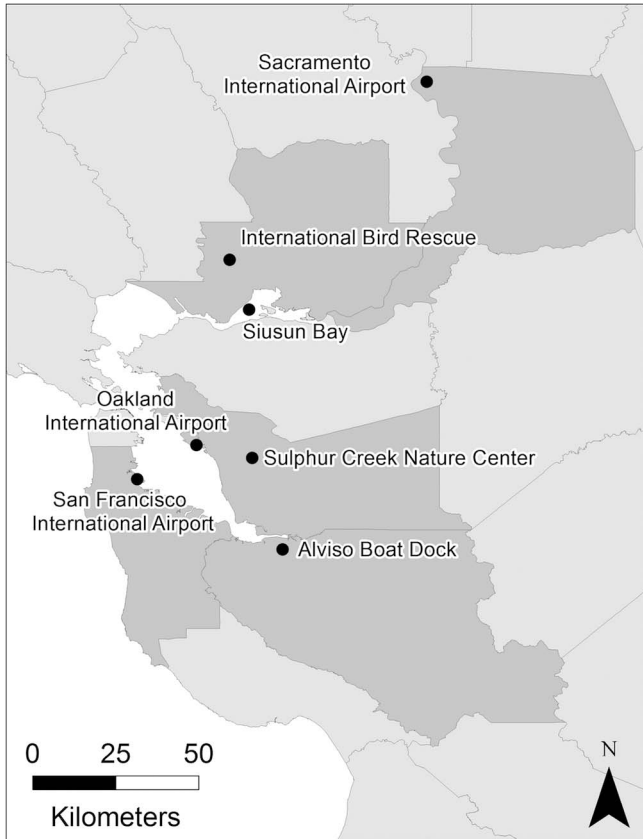 Sacramento
International Airport
International Bird Rescue
Siusun Bay
Oakland
International Airport
Sulphur Creek Nature Center
San Francisco
International Airport
Alviso Boat Dock
0 25 50
Kilometers
N